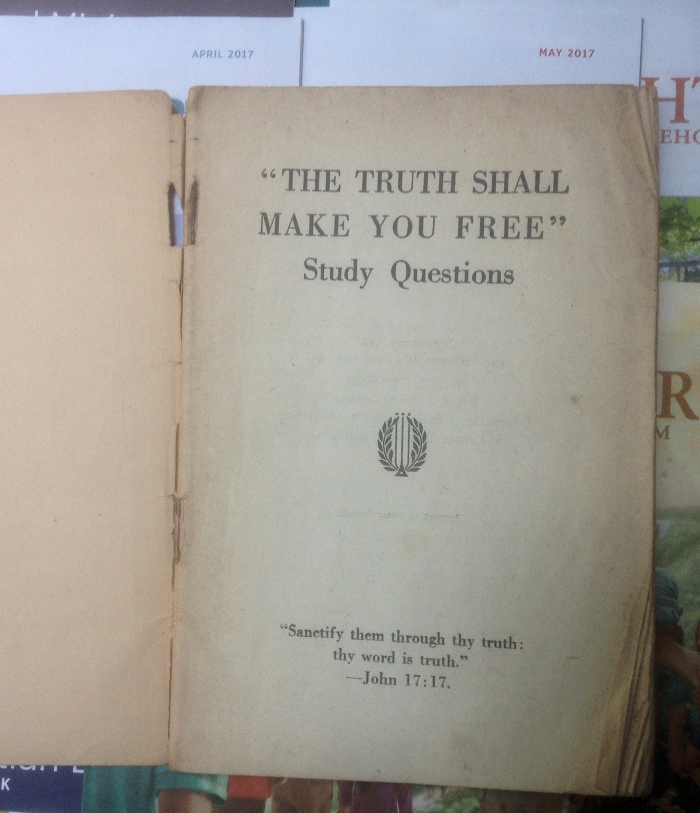 APRIL 2017
MAY 2017
“THE TRUTH SHALL
MAKE YOU FREE”
Study Questions
“Sanctify them through thy truth:
thy word is truth.”
—John 17:17.